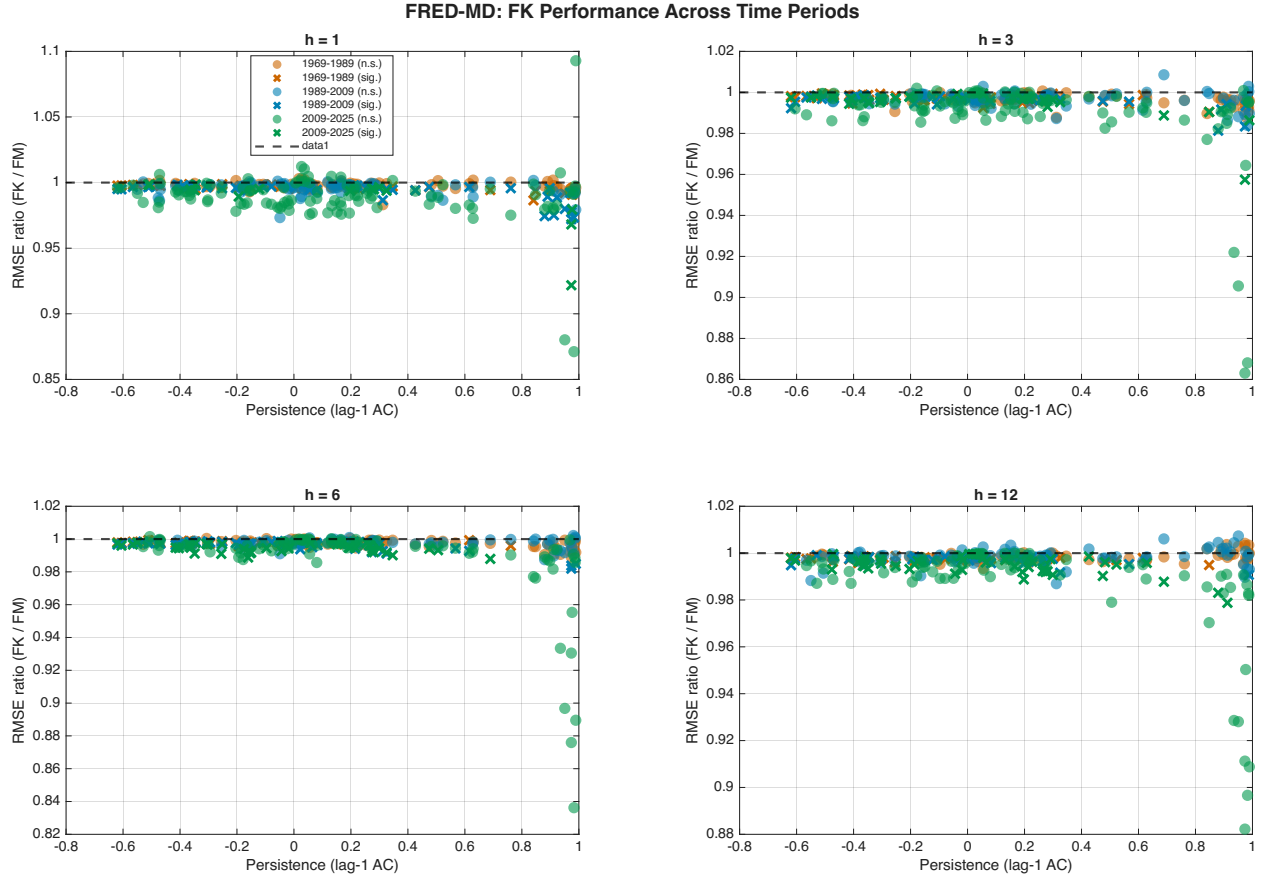 FRED-MD: FK Performance Across Time Periods
h = 1
1.1
1.05
1
0.95
0.9
0.85
RMSE ratio (FK / FM)
1969-1989 (n.s.)
1969-1989 (sig.)
1989-2009 (n.s.)
1989-2009 (sig.)
2009-2025 (n.s.)
2009-2025 (sig.)
data1
-0.8 -0.6 -0.4 -0.2 0 0.2 0.4 0.6 0.8 1
Persistence (lag-1 AC)
h = 3
1.02
1
0.98
0.96
0.94
0.92
0.9
0.88
0.86
RMSE ratio (FK / FM)
-0.8 -0.6 -0.4 -0.2 0 0.2 0.4 0.6 0.8 1
Persistence (lag-1 AC)
h = 6
1.02
1
0.98
0.96
0.94
0.92
0.9
0.88
0.86
0.84
0.82
RMSE ratio (FK / FM)
-0.8 -0.6 -0.4 -0.2 0 0.2 0.4 0.6 0.8 1
Persistence (lag-1 AC)
h = 12
1.02
1
0.98
0.96
0.94
0.92
0.9
0.88
RMSE ratio (FK / FM)
-0.8 -0.6 -0.4 -0.2 0 0.2 0.4 0.6 0.8 1
Persistence (lag-1 AC)